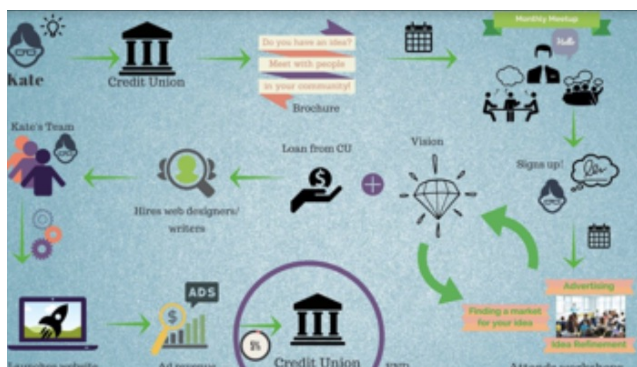 Monthly Meetup
Hello
Do you have an idea?
Meet with people
in your community!
Kate
Credit Union
Brochure
Kate's Team
Loan from CU
Vision
Signs up!
Hires web designers/
writers
Advertising
ADS
Finding a market
for your idea
Idea Refinement
5%
Credit Union